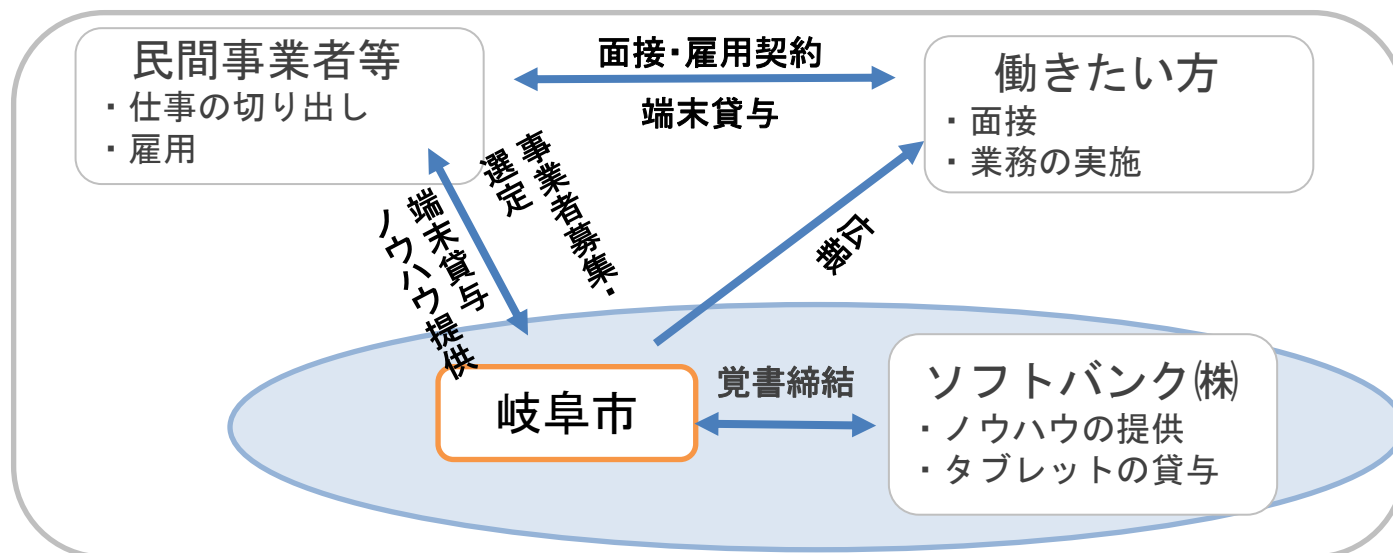 民間事業者等
・仕事の切り出し
・雇用
面接・雇用契約
端末貸与
働きたい方
・面接
・業務の実施
事業者募集・
選定
端末貸与
ノウハウ提供
広報
岐阜市
覚書締結
ソフトバンク㈱
・ノウハウの提供
・タブレットの貸与